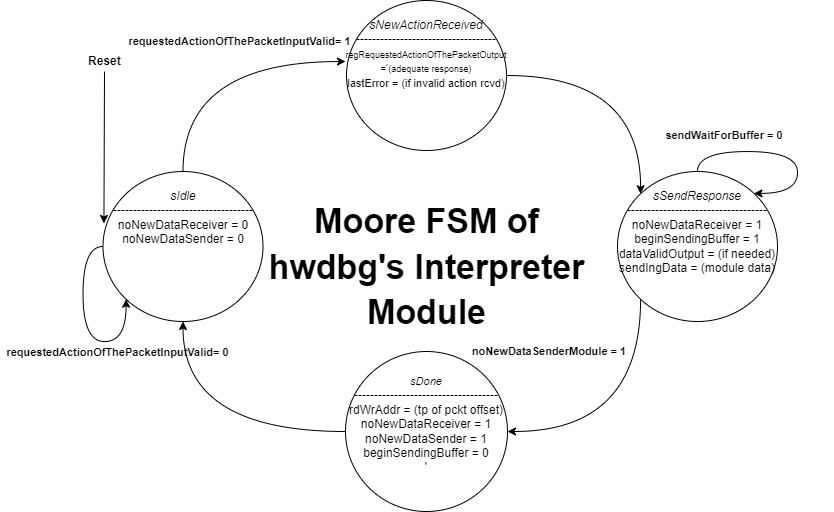 sNewActionReceived
requestedActionOfThePacketInputValid= 1
regRequestedActionOfThePacketOutput
=`(adequate response)
lastError = (if invalid action rcvd)
Reset
sendWaitForBuffer = 0
sIdle
noNewDataReceiver = 0
noNewDataSender = 0
sSendResponse
noNewDataReceiver = 1
beginSendingBuffer = 1
dataValidOutput = (if needed)
sendIngData = (module data)
Moore FSM of
hwdbg's Interpreter
Module
requestedActionOfThePacketInputValid= 0
noNewDataSenderModule = 1
sDone
rdWrAddr = (tp of pckt offset)
noNewDataReceiver = 1
noNewDataSender = 1
beginSendingBuffer = 0
'